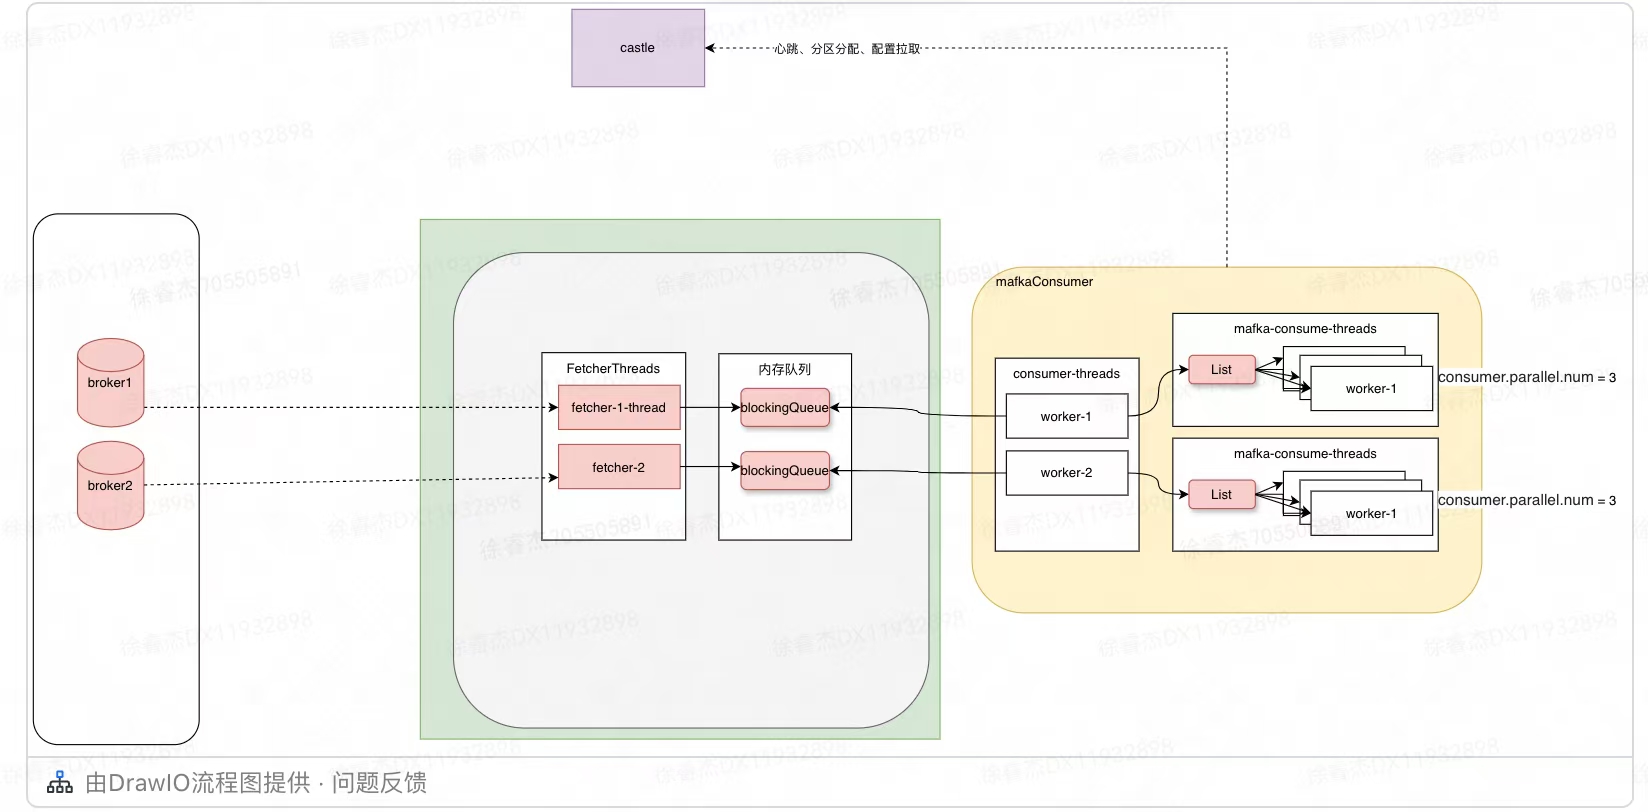 castle
心跳、分区分配、配置拉取
broker1
broker2
FetcherThreads
fetcher-1-thread
fetcher-2
内存队列
blockingQueue
blockingQueue
mafkaConsumer
consumer-threads
worker-1
worker-2
mafka-consume-threads
List
worker-1
consumer.parallel.num = 3
mafka-consume-threads
List
worker-1
consumer.parallel.num = 3
徐睿杰DX11932898
徐睿杰705505891
由DrawIO流程图提供 · 问题反馈